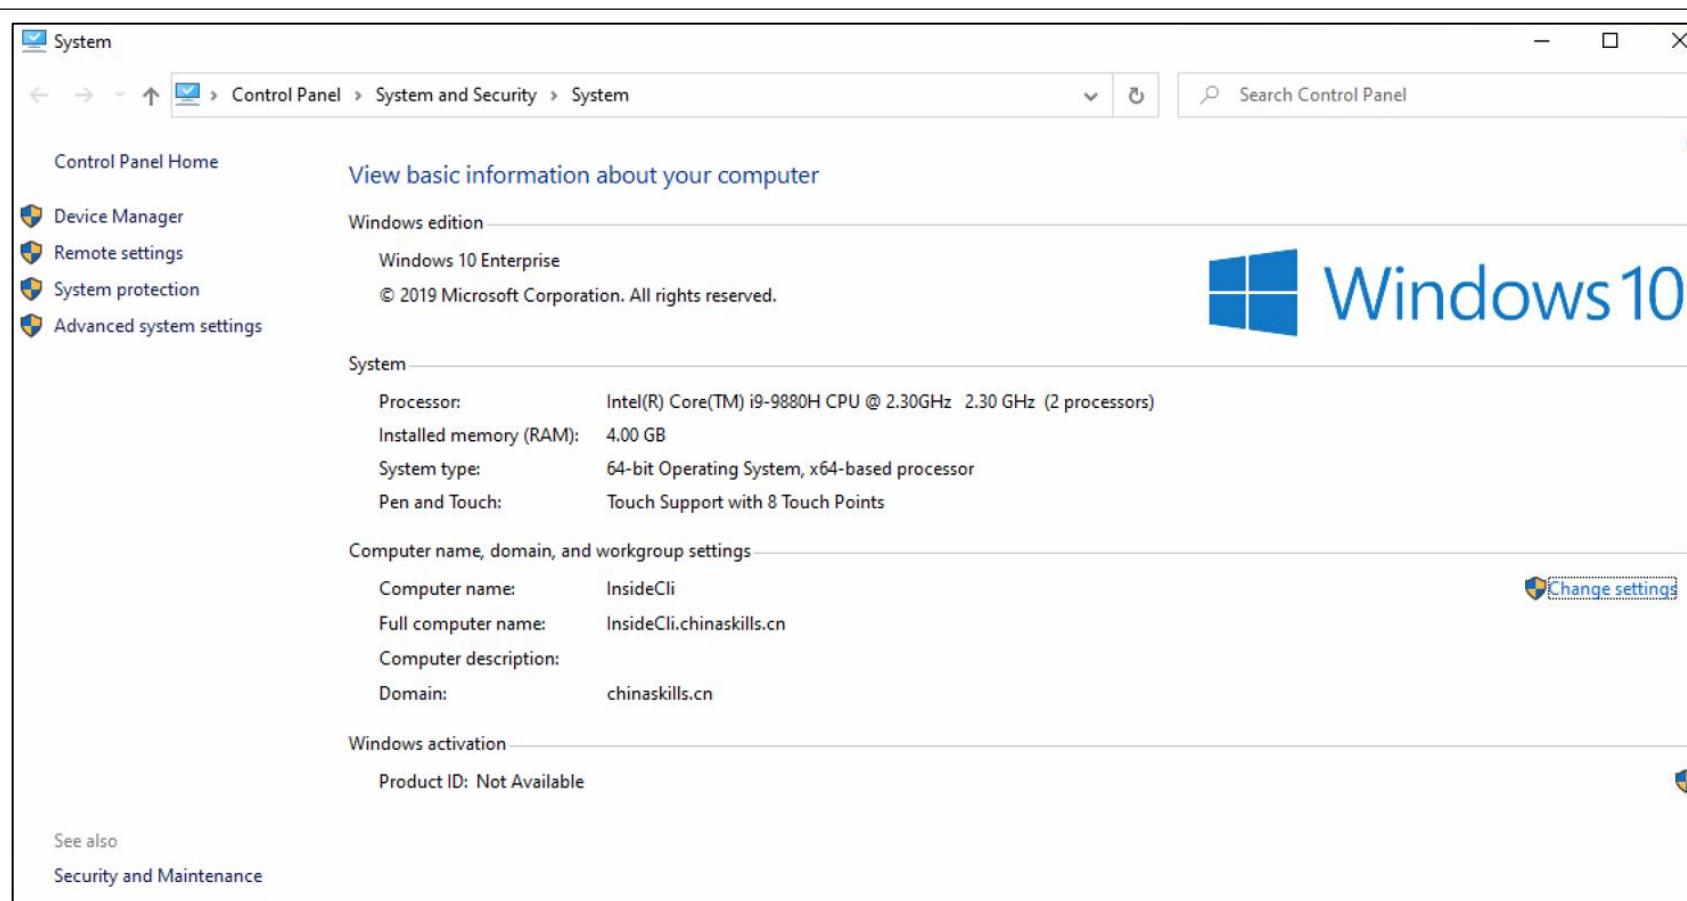 System
Control Panel › System and Security › System
Search Control Panel
Control Panel Home
Device Manager
Remote settings
System protection
Advanced system settings
View basic information about your computer
Windows edition
Windows 10 Enterprise
© 2019 Microsoft Corporation. All rights reserved.
Windows 10
System
Processor: Intel(R) Core(TM) i9-9880H CPU @ 2.30GHz 2.30 GHz (2 processors)
Installed memory (RAM): 4.00 GB
System type: 64-bit Operating System, x64-based processor
Pen and Touch: Touch Support with 8 Touch Points
Computer name, domain, and workgroup settings
Computer name: InsideCli
Change settings
Full computer name: InsideCli.chinaskills.cn
Computer description:
Domain: chinaskills.cn
Windows activation
Product ID: Not Available
See also
Security and Maintenance